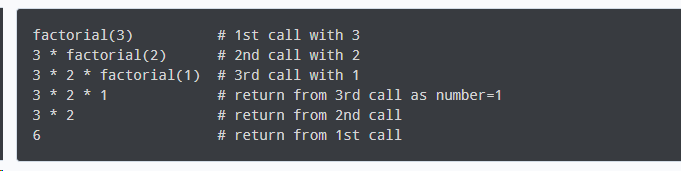 factorial(3)          # 1st call with 3
3 * factorial(2)      # 2nd call with 2
3 * 2 * factorial(1)  # 3rd call with 1
3 * 2 * 1             # return from 3rd call as number=1
3 * 2                 # return from 2nd call
6                     # return from 1st call